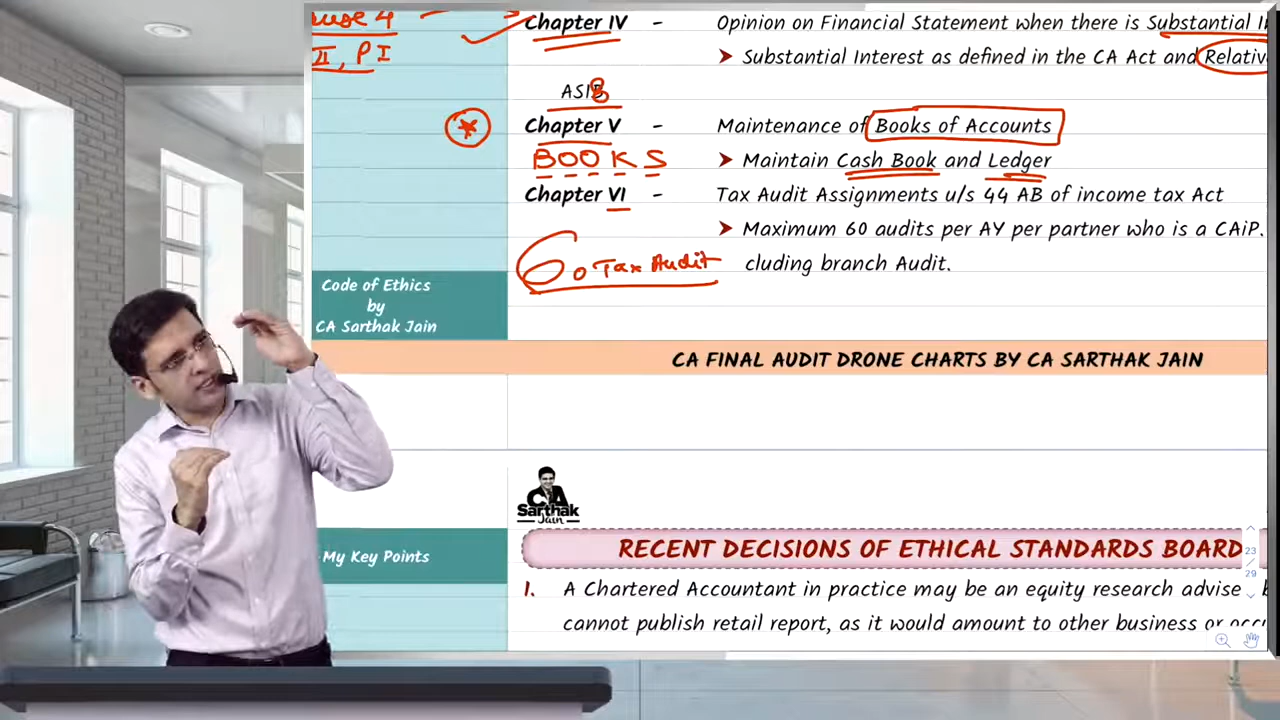 Clause 4
II, PI
Chapter IV - Opinion on Financial Statement when there is Substantial
➤ Substantial Interest as defined in the CA Act and Relativ
8
Chapter V - Maintenance of Books of Accounts
BOOKS ➤ Maintain Cash Book and Ledger
Chapter VI - Tax Audit Assignments u/s 44 AB of income tax Act
➤ Maximum 60 audits per AY per partner who is a CAiP.
60 Tax Audit cluding branch Audit.
Code of Ethics
by
CA Sarthak Jain
CA FINAL AUDIT DRONE CHARTS BY CA SARTHAK JAIN
CA
Sarthak
Jain
My Key Points
RECENT DECISIONS OF ETHICAL STANDARDS BOARD
1. A Chartered Accountant in practice may be an equity research advise
cannot publish retail report, as it would amount to other business or
23
/
29